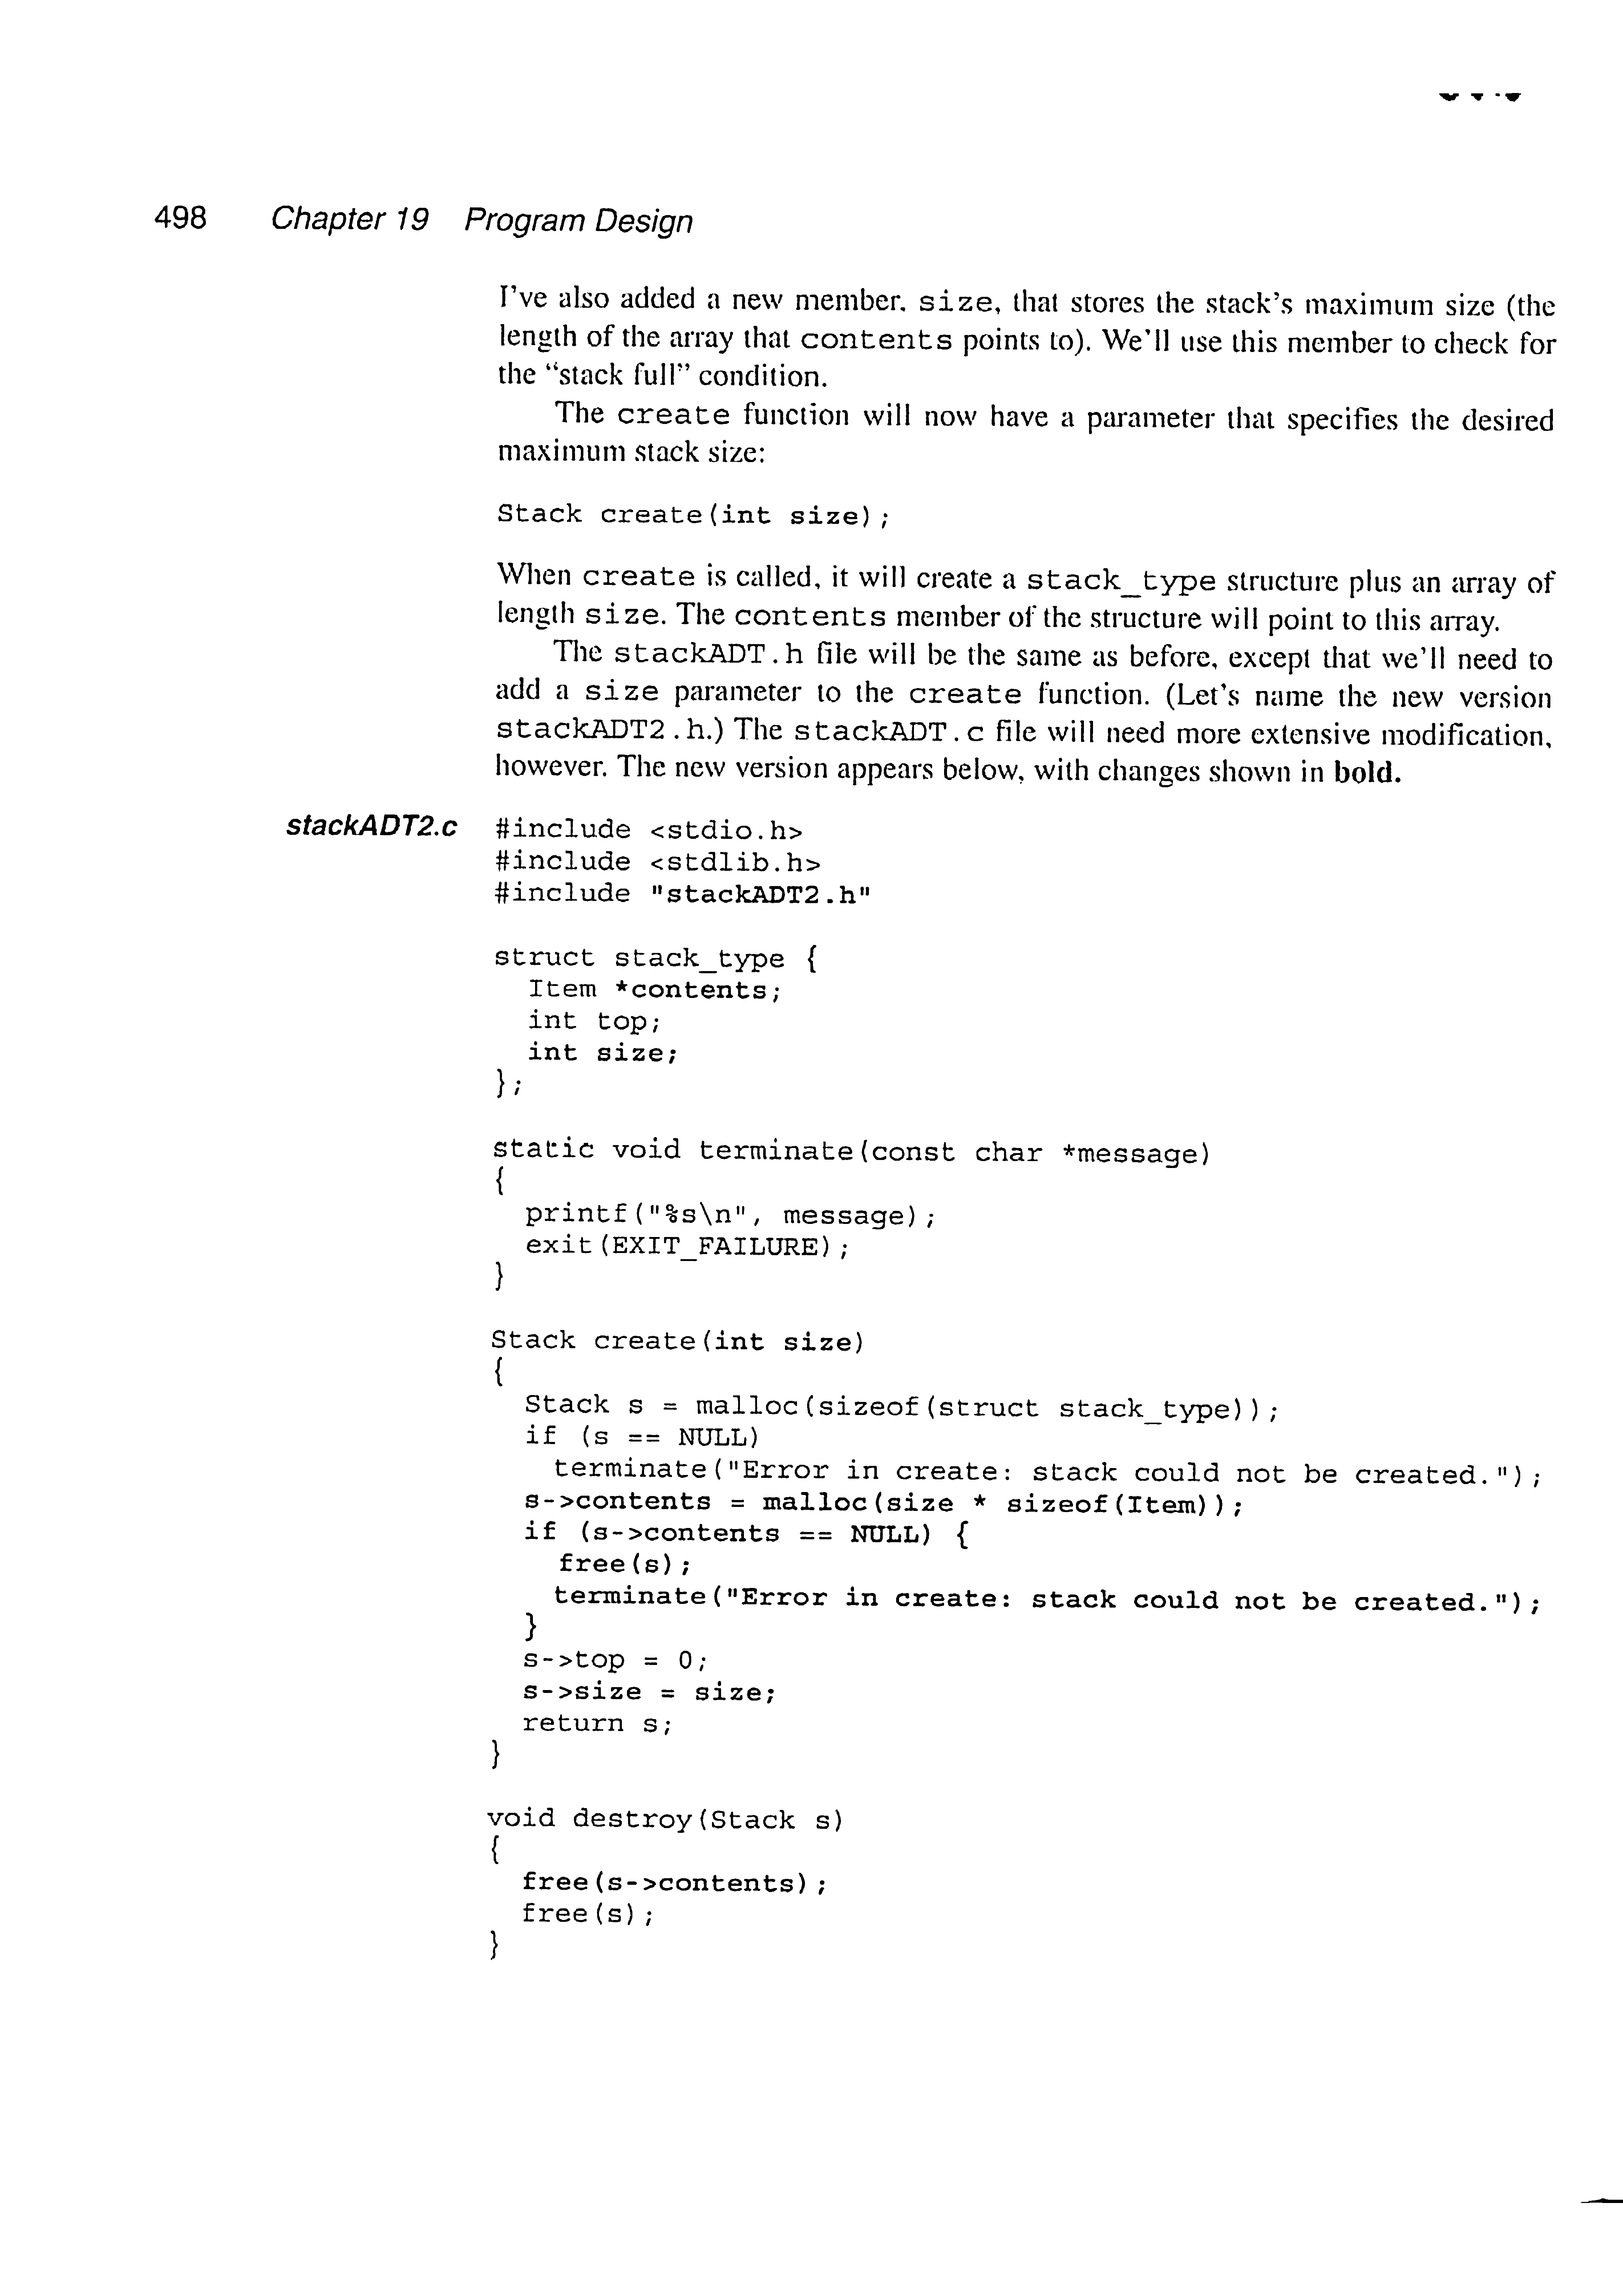 498 Chapter 19 Program Design
I've also added a new member, size, that stores the stack's maximum size (the
length of the array that contents points to). We'll use this member to check for
the "stack full" condition.
The create function will now have a parameter that specifies the desired
maximum stack size:
Stack create(int size);
When create is called, it will create a stack_type structure plus an array of
length size. The contents member of the structure will point to this array.
The stackADT.h file will be the same as before, except that we'll need to
add a size parameter to the create function. (Let's name the new version
stackADT2.h.) The stackADT.c file will need more extensive modification,
however. The new version appears below, with changes shown in bold.
stackADT2.c #include <stdio.h>
#include <stdlib.h>
#include "stackADT2.h"
struct stack_type {
  Item *contents;
  int top;
  int size;
};
static void terminate(const char *message)
{
  printf("%s\n", message);
  exit(EXIT_FAILURE);
}
Stack create(int size)
{
  Stack s = malloc(sizeof(struct stack_type));
  if (s == NULL)
    terminate("Error in create: stack could not be created.");
  s->contents = malloc(size * sizeof(Item));
  if (s->contents == NULL) {
    free(s);
    terminate("Error in create: stack could not be created.");
  }
  s->top = 0;
  s->size = size;
  return s;
}
void destroy(Stack s)
{
  free(s->contents);
  free(s);
}